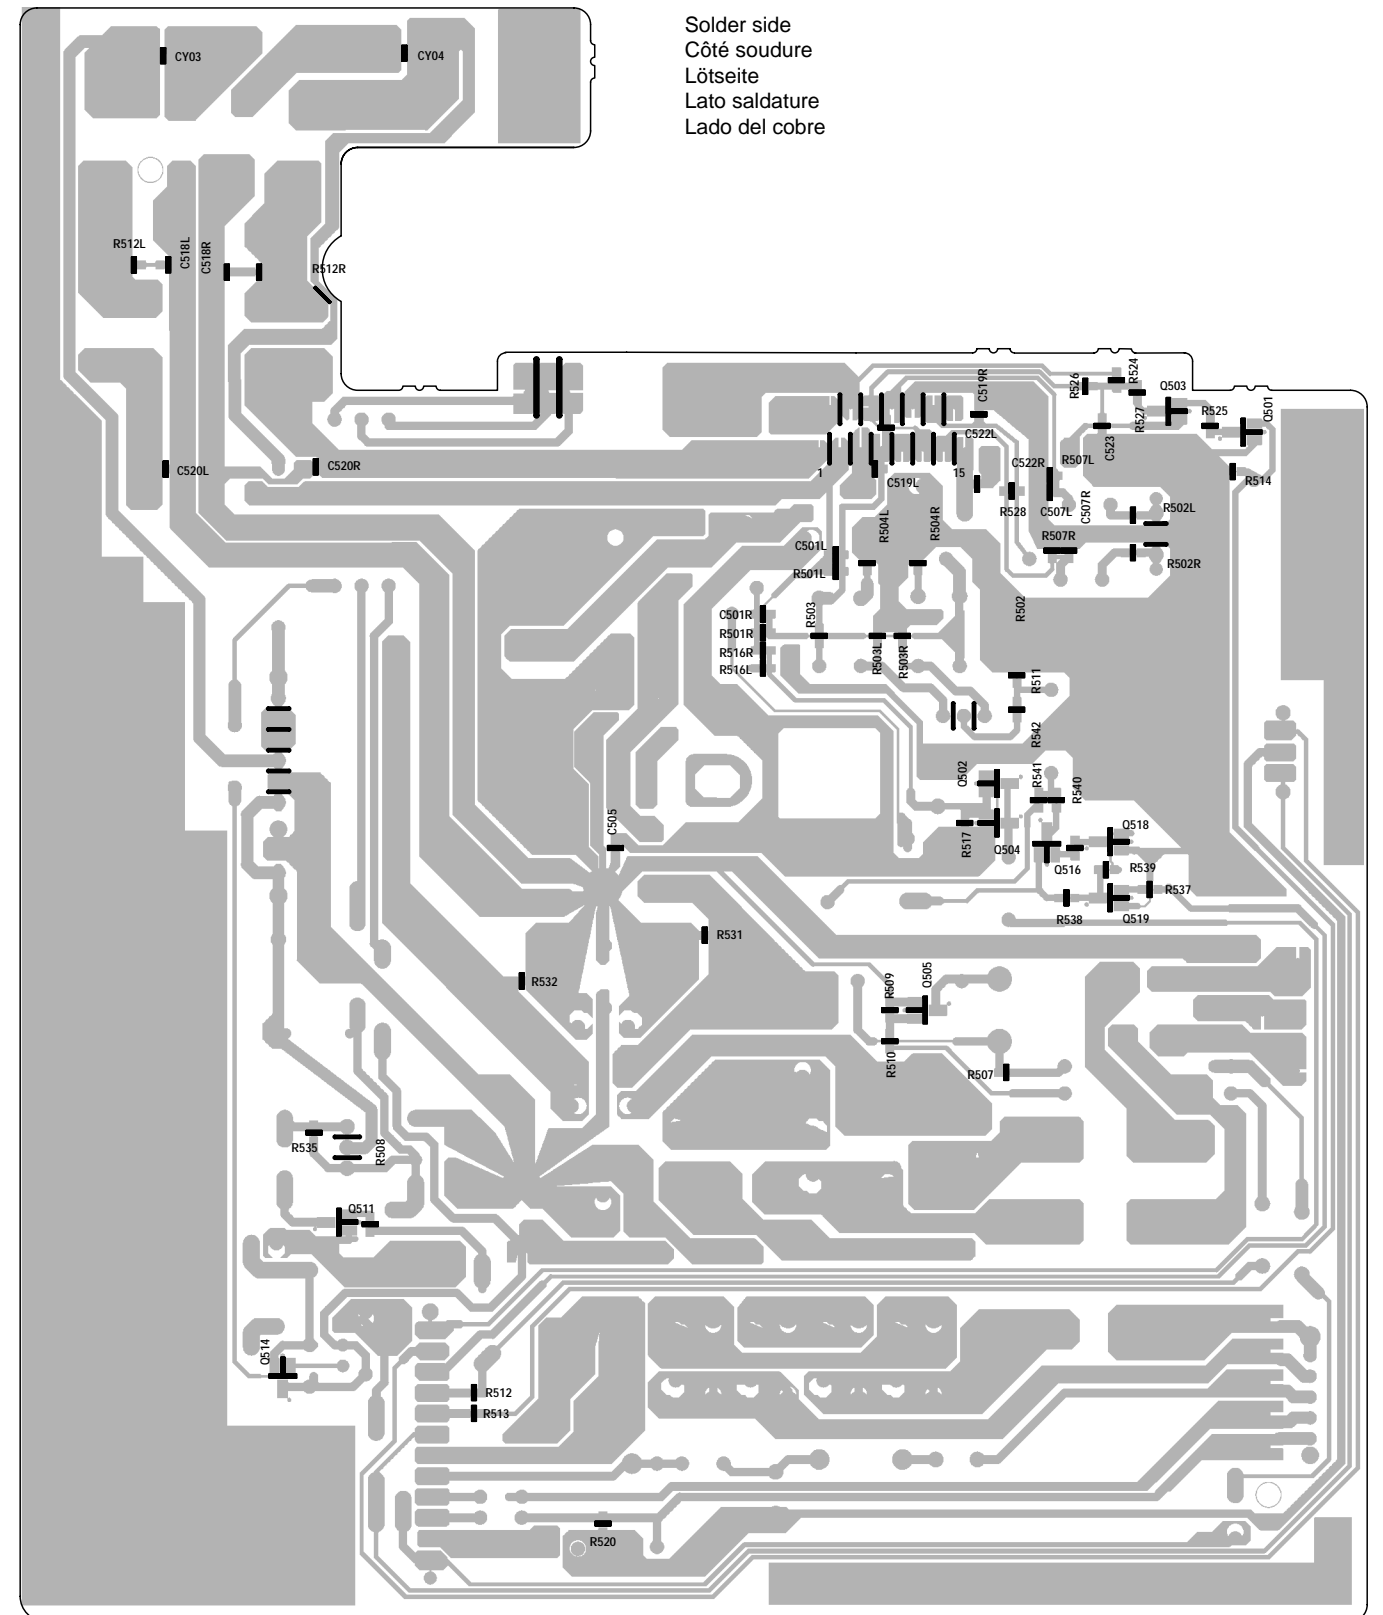 Solder side
Côté soudure
Lötseite
Lato saldature
Lado del cobre
CY03
CY04
R512L
C518L
C518R
R512R
C519R
R526
R524
Q503
R527
R525
Q501
C523
C522L
C520L
C520R
1
15
C519L
C522R
R507L
R514
R528
C507L
C507R
R502L
R504L
R504R
R507R
R502R
C501L
R501L
C501R
R501R
R516R
R516L
R503
R503L
R503R
R502
R511
R542
Q502
R541
R540
C505
R517
Q504
Q518
Q516
R539
R537
R538
Q519
R531
R532
R509
Q505
R510
R507
R535
R508
Q511
Q514
R512
R513
R520